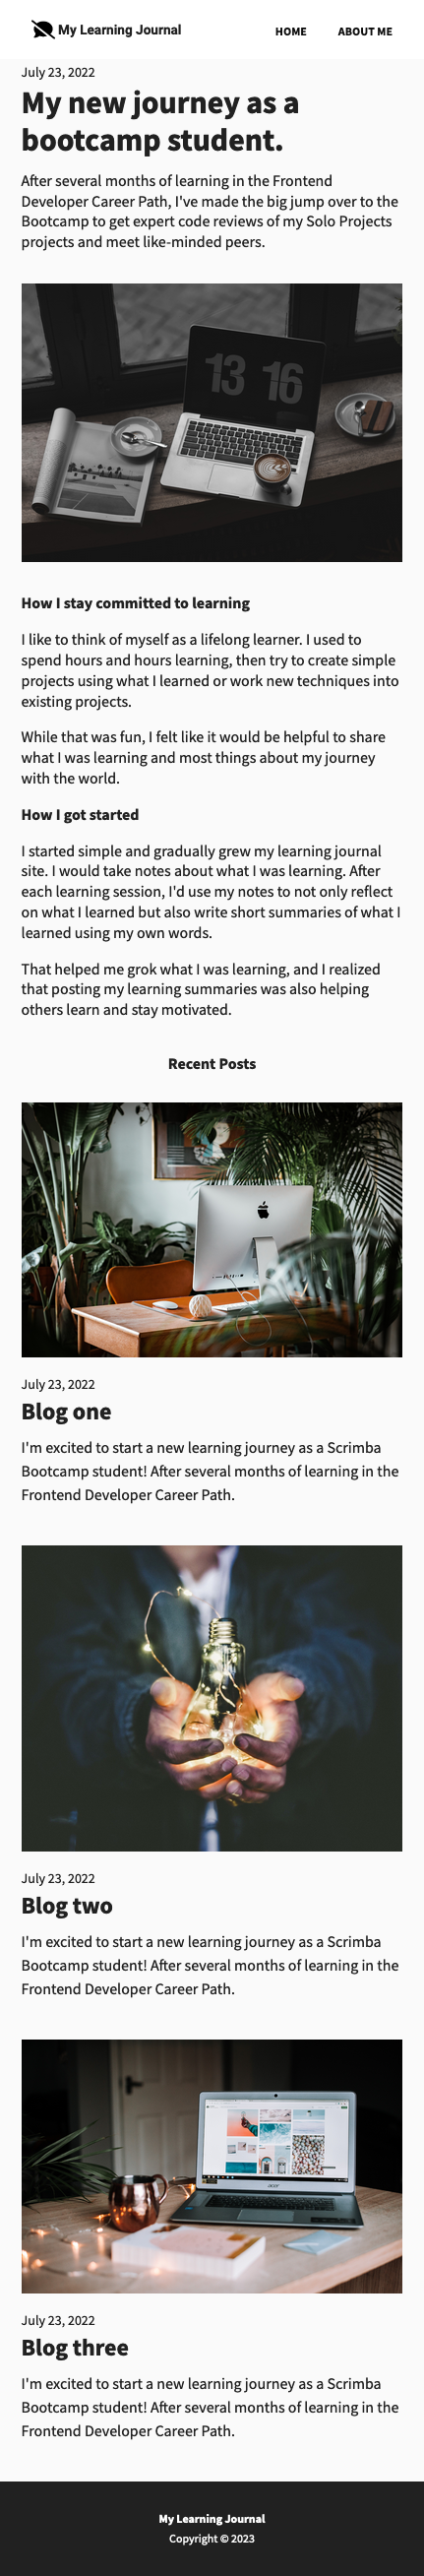 My Learning Journal
HOME
ABOUT ME
July 23, 2022
My new journey as a
bootcamp student.
After several months of learning in the Frontend
Developer Career Path, I've made the big jump over to the
Bootcamp to get expert code reviews of my Solo Projects
projects and meet like-minded peers.
13 16
How I stay committed to learning
I like to think of myself as a lifelong learner. I used to
spend hours and hours learning, then try to create simple
projects using what I learned or work new techniques into
existing projects.
While that was fun, I felt like it would be helpful to share
what I was learning and most things about my journey
with the world.
How I got started
I started simple and gradually grew my learning journal
site. I would take notes about what I was learning. After
each learning session, I'd use my notes to not only reflect
on what I learned but also write short summaries of what I
learned using my own words.
That helped me grok what I was learning, and I realized
that posting my learning summaries was also helping
others learn and stay motivated.
Recent Posts
July 23, 2022
Blog one
I'm excited to start a new learning journey as a Scrimba
Bootcamp student! After several months of learning in the
Frontend Developer Career Path.
July 23, 2022
Blog two
I'm excited to start a new learning journey as a Scrimba
Bootcamp student! After several months of learning in the
Frontend Developer Career Path.
acer
July 23, 2022
Blog three
I'm excited to start a new learning journey as a Scrimba
Bootcamp student! After several months of learning in the
Frontend Developer Career Path.
My Learning Journal
Copyright © 2023